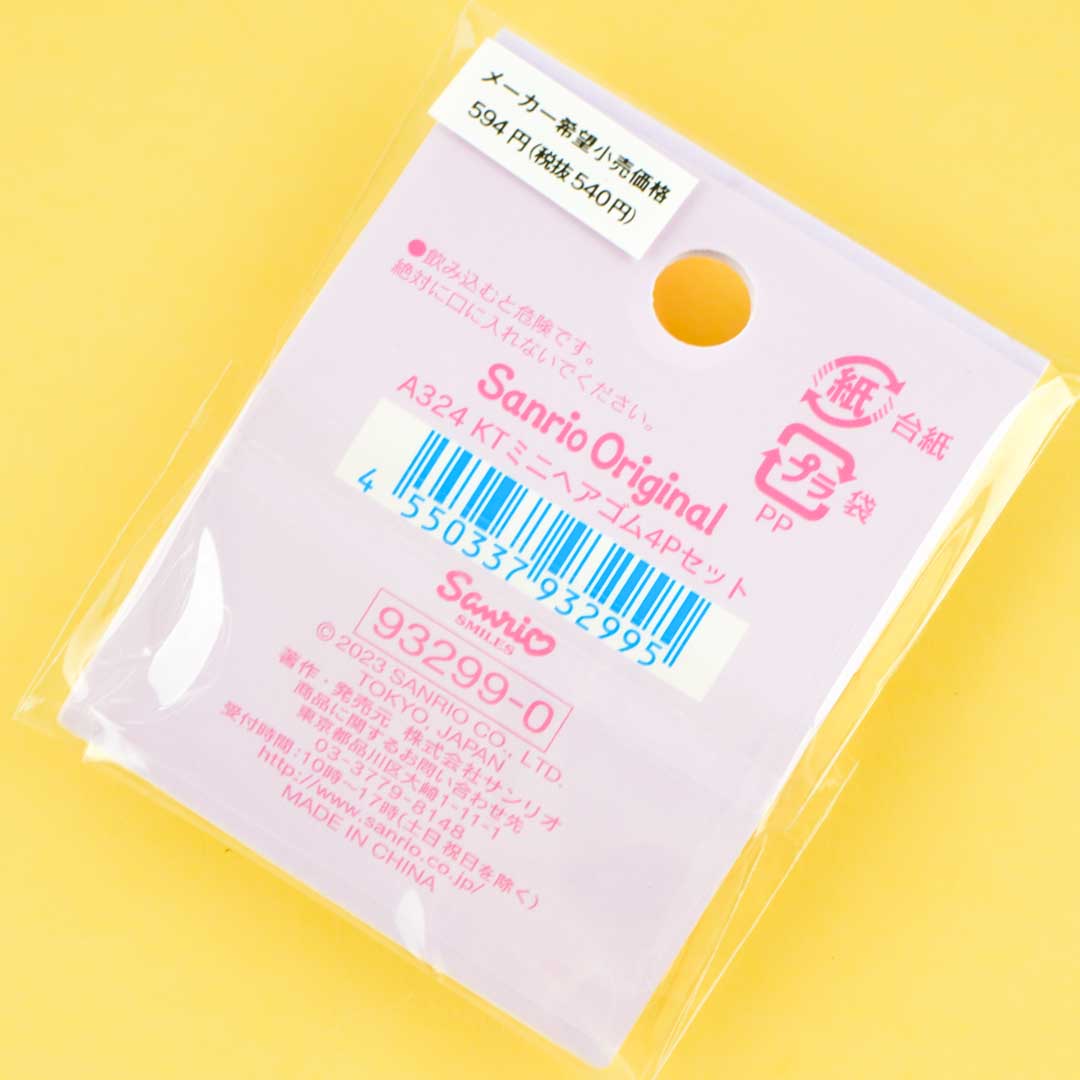 メーカー希望小売価格
594円(税抜540円)
●飲み込むと危険です。
絶対に口に入れないでください。
Sanrio Original
A324 KTミニヘアゴム4Pセット
4 550337 932995
紙 台紙
プラ 袋
PP
Sanrio
SMILES
93299-0
© 2023 SANRIO CO., LTD.
TOKYO, JAPAN
著作・発売元 株式会社サンリオ
商品に関するお問い合わせ先
東京都品川区大崎1-11-1
03-3779-8148
受付時間:10時~17時(土日祝日を除く)
http://www.sanrio.co.jp/
MADE IN CHINA